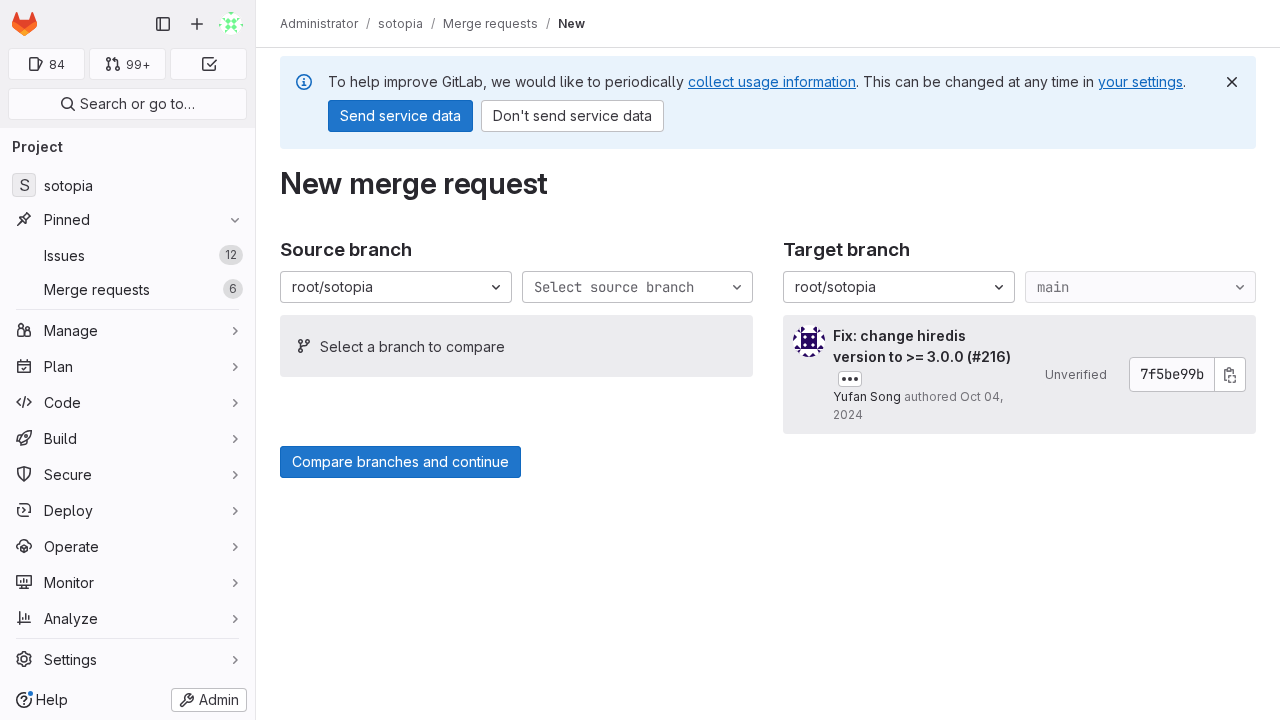 Administrator / sotopia / Merge requests / New
84
99+
Search or go to…
To help improve GitLab, we would like to periodically collect usage information. This can be changed at any time in your settings.
Send service data
Don't send service data
Project
S sotopia
Pinned
Issues 12
Merge requests 6
Manage
Plan
Code
Build
Secure
Deploy
Operate
Monitor
Analyze
Settings
Help
Admin
New merge request
Source branch
root/sotopia
Select source branch
Select a branch to compare
Target branch
root/sotopia
main
Fix: change hiredis
version to >= 3.0.0 (#216)
Yufan Song authored Oct 04,
2024
Unverified
7f5be99b
Compare branches and continue